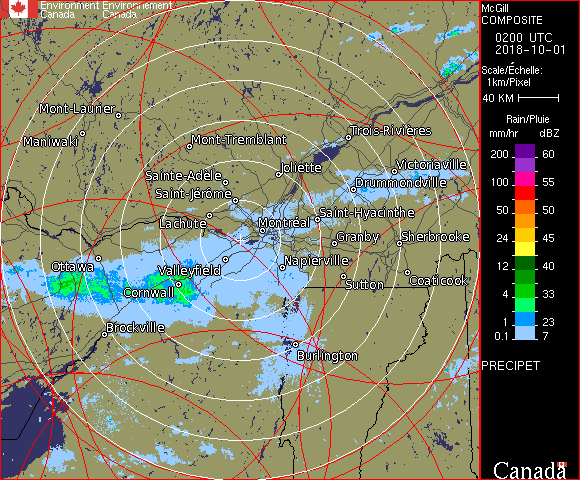 Environment Environnement
Canada Canada
McGill
COMPOSITE
0200 UTC
2018-10-01
Scale/Échelle:
1km/Pixel
40 KM
Rain/Pluie
mm/hr dBZ
200 60
100 55
50 50
24 45
12 40
4 33
1 23
0.1 7
PRECIPET
Canada
Mont-Laurier
Maniwaki
Mont-Tremblant
Trois-Rivières
Sainte-Adèle
Joliette
Victoriaville
Drummondville
Saint-Jérôme
Lachute
Montréal
Saint-Hyacinthe
Granby
Sherbrooke
Ottawa
Valleyfield
Napierville
Cornwall
Sutton
Coaticook
Brockville
Burlington